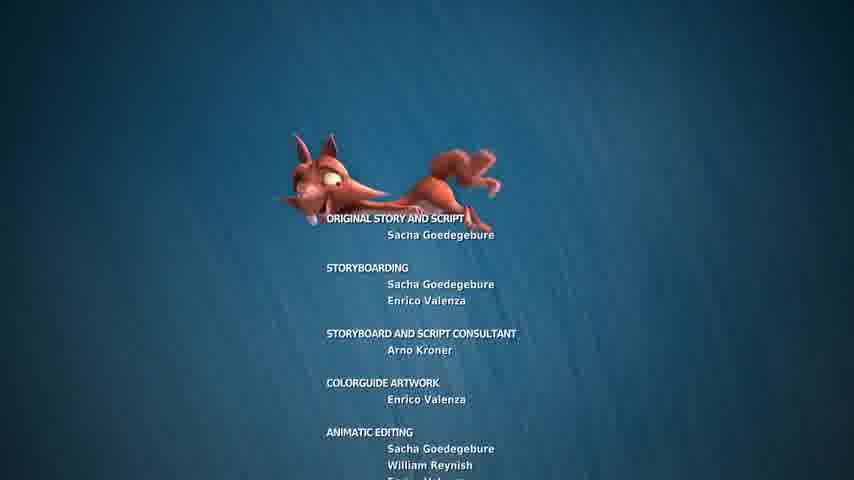 ORIGINAL STORY AND SCRIPT
Sacha Goedegebure
STORYBOARDING
Sacha Goedegebure
Enrico Valenza
STORYBOARD AND SCRIPT CONSULTANT
Arno Kroner
COLORGUIDE ARTWORK
Enrico Valenza
ANIMATIC EDITING
Sacha Goedegebure
William Reynish